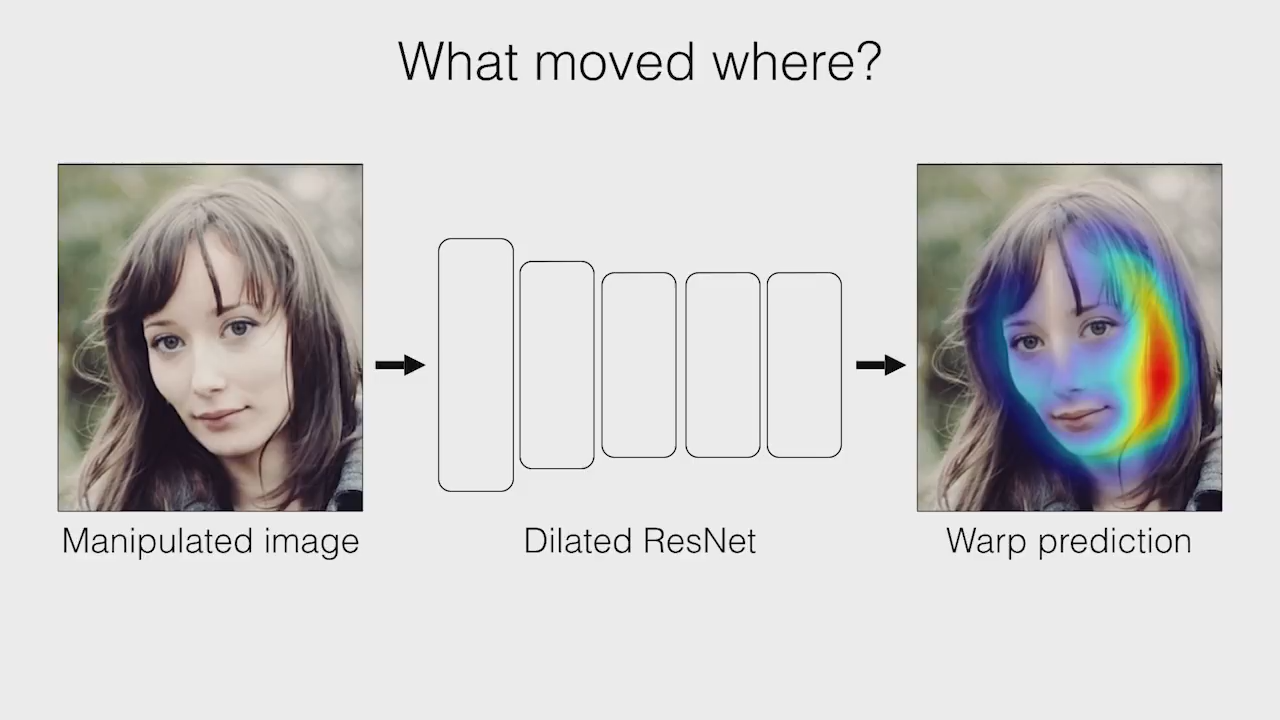 What moved where?
Manipulated image
Dilated ResNet
Warp prediction